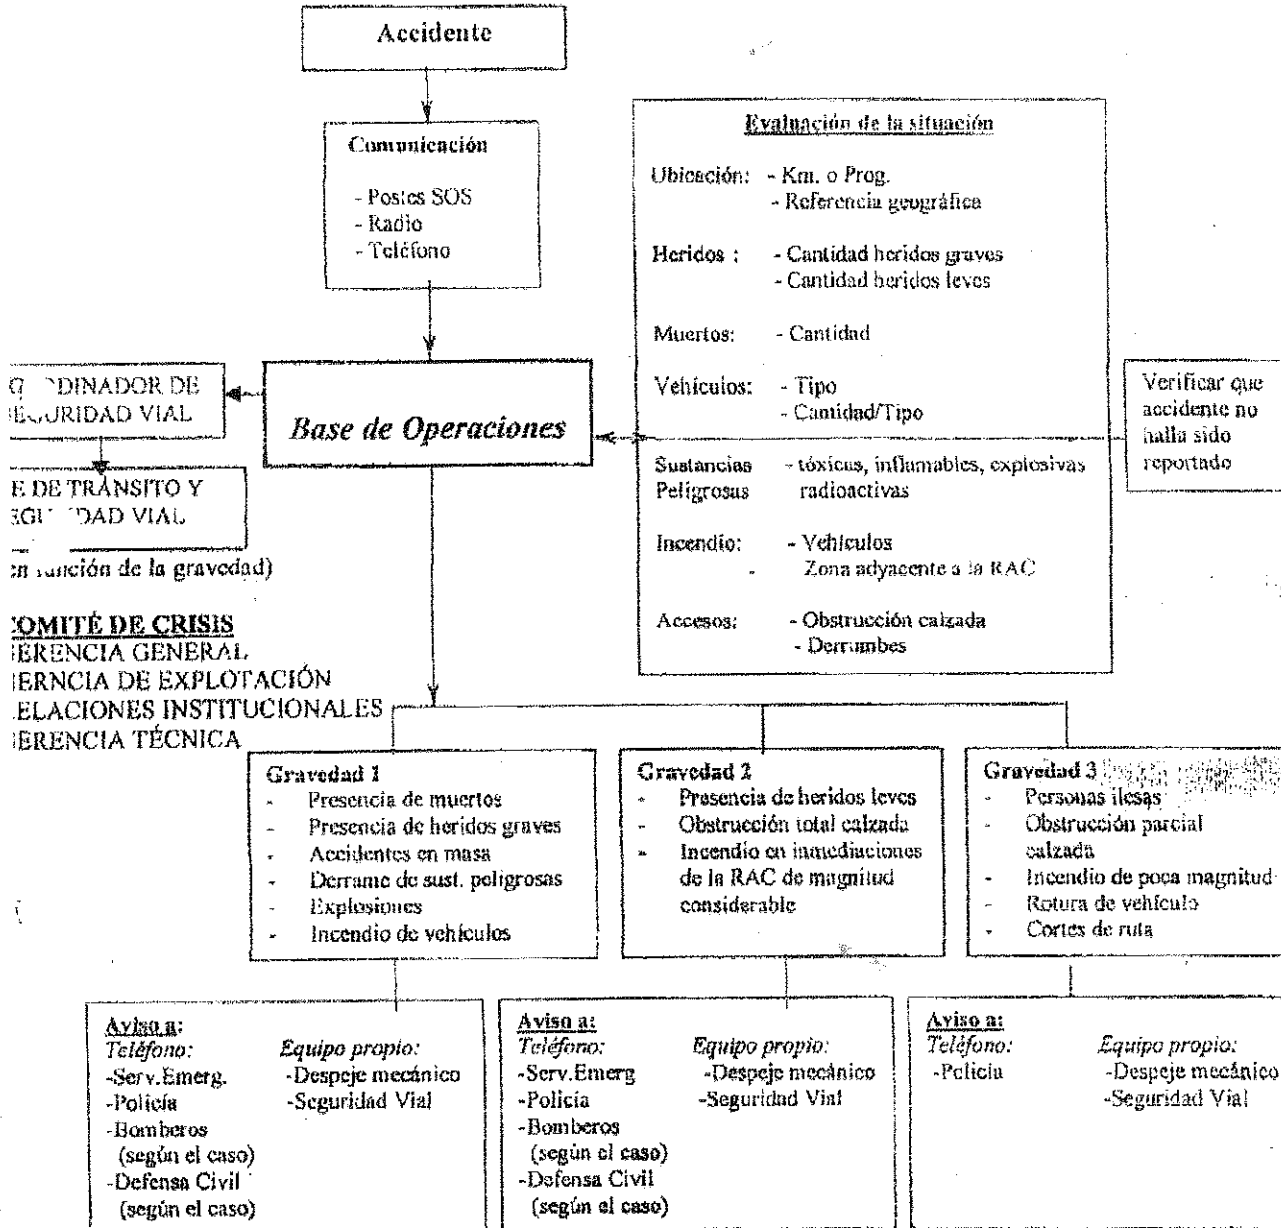 Accidente
Comunicación
- Postes SOS
- Radio
- Teléfono
Evaluación de la situación
Ubicación: - Km. o Prog.
- Referencia geográfica
Heridos : - Cantidad heridos graves
- Cantidad heridos leves
Muertos: - Cantidad
Vehículos: - Tipo
- Cantidad/Tipo
Sustancias - tóxicas, inflamables, explosivas
Peligrosas radioactivas
Incendio: - Vehículos
- Zona adyacente a la RAC
Accesos: - Obstrucción calzada
- Derrumbes
Verificar que
accidente no
halla sido
reportado
Base de Operaciones
DINADOR DE
EGURIDAD VIAL
E DE TRÁNSITO Y
DAD VIAL
en función de la gravedad)
COMITÉ DE CRISIS
ERENCIA GENERAL
ERNCIA DE EXPLOTACIÓN
ELACIONES INSTITUCIONALES
ERENCIA TÉCNICA
Gravedad 1
- Presencia de muertos
- Presencia de heridos graves
- Accidentes en masa
- Derrame de sust. peligrosas
- Explosiones
- Incendio de vehículos
Gravedad 2
- Presencia de heridos leves
- Obstrucción total calzada
- Incendio en inmediaciones
de la RAC de magnitud
considerable
Gravedad 3
- Personas ilesas
- Obstrucción parcial
calzada
- Incendio de poca magnitud
- Rotura de vehículo
- Cortes de ruta
Aviso a:
Teléfono: Equipo propio:
-Serv.Emerg. -Despeje mecánico
-Policía -Seguridad Vial
-Bomberos
(según el caso)
-Defensa Civil
(según el caso)
Aviso a:
Teléfono: Equipo propio:
-Serv.Emerg -Despeje mecánico
-Policía -Seguridad Vial
-Bomberos
(según el caso)
-Defensa Civil
(según el caso)
Aviso a:
Teléfono: Equipo propio:
-Policía -Despeje mecánico
-Seguridad Vial